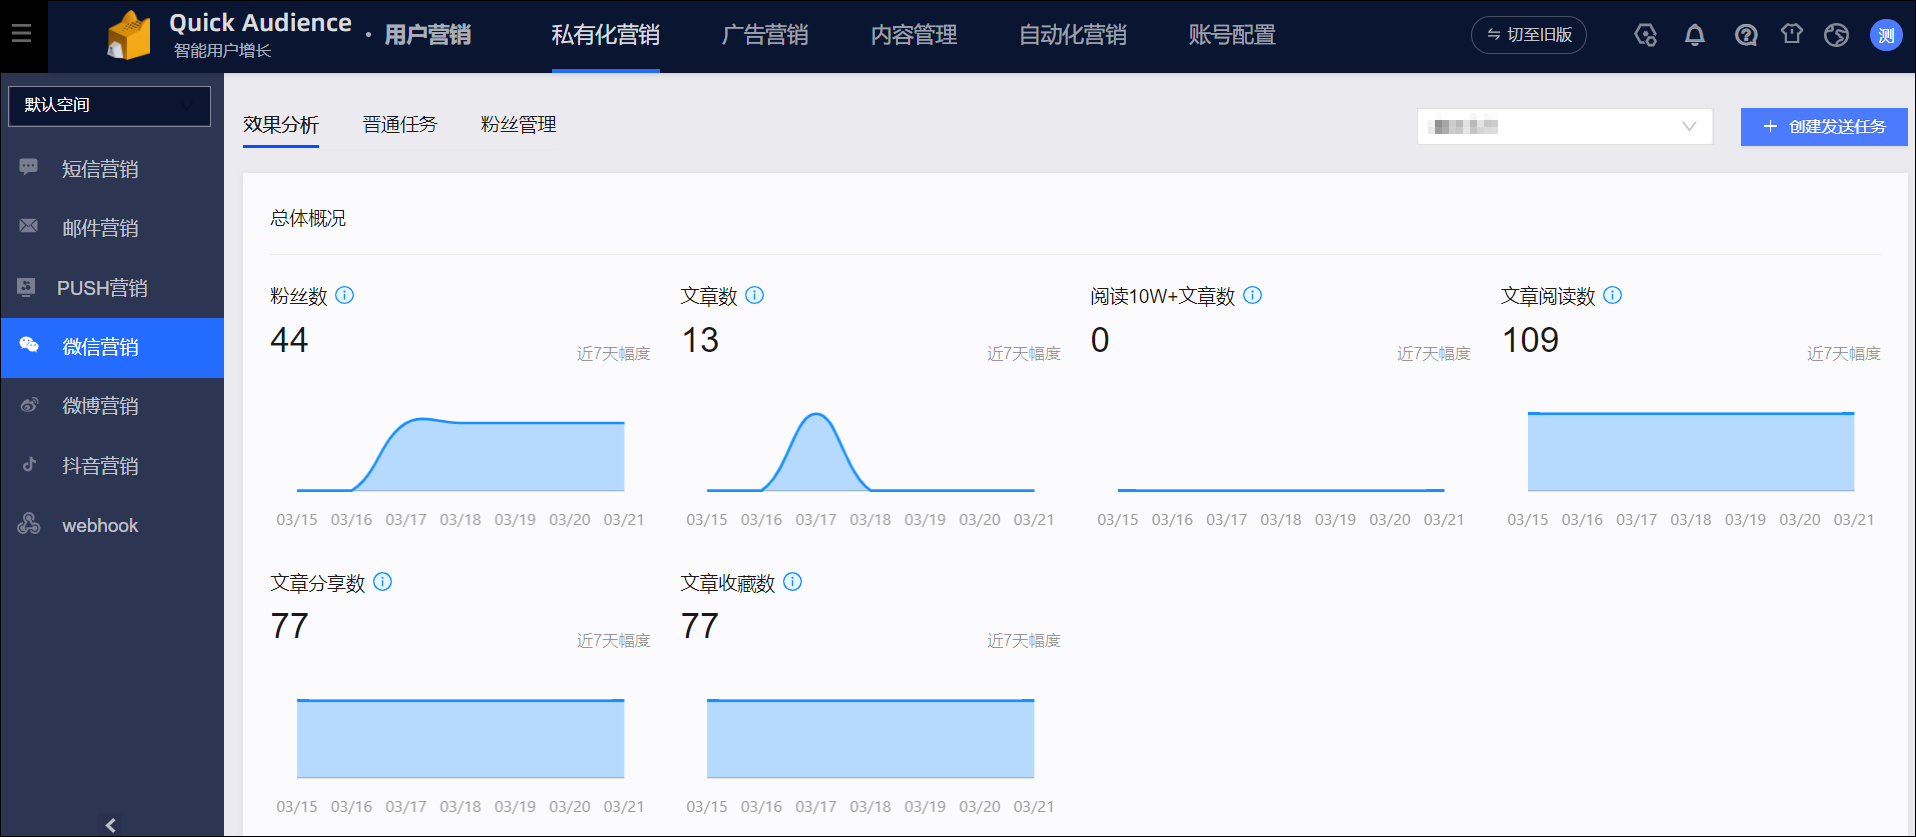 Quick Audience
智能用户增长
· 用户营销
私有化营销
广告营销
内容管理
自动化营销
账号配置
切至旧版
测
默认空间
短信营销
邮件营销
PUSH营销
微信营销
微博营销
抖音营销
webhook
效果分析
普通任务
粉丝管理
+ 创建发送任务
总体概况
粉丝数
44
近7天幅度
03/15 03/16 03/17 03/18 03/19 03/20 03/21
文章数
13
近7天幅度
03/15 03/16 03/17 03/18 03/19 03/20 03/21
阅读10W+文章数
0
近7天幅度
03/15 03/16 03/17 03/18 03/19 03/20 03/21
文章阅读数
109
近7天幅度
03/15 03/16 03/17 03/18 03/19 03/20 03/21
文章分享数
77
近7天幅度
03/15 03/16 03/17 03/18 03/19 03/20 03/21
文章收藏数
77
近7天幅度
03/15 03/16 03/17 03/18 03/19 03/20 03/21